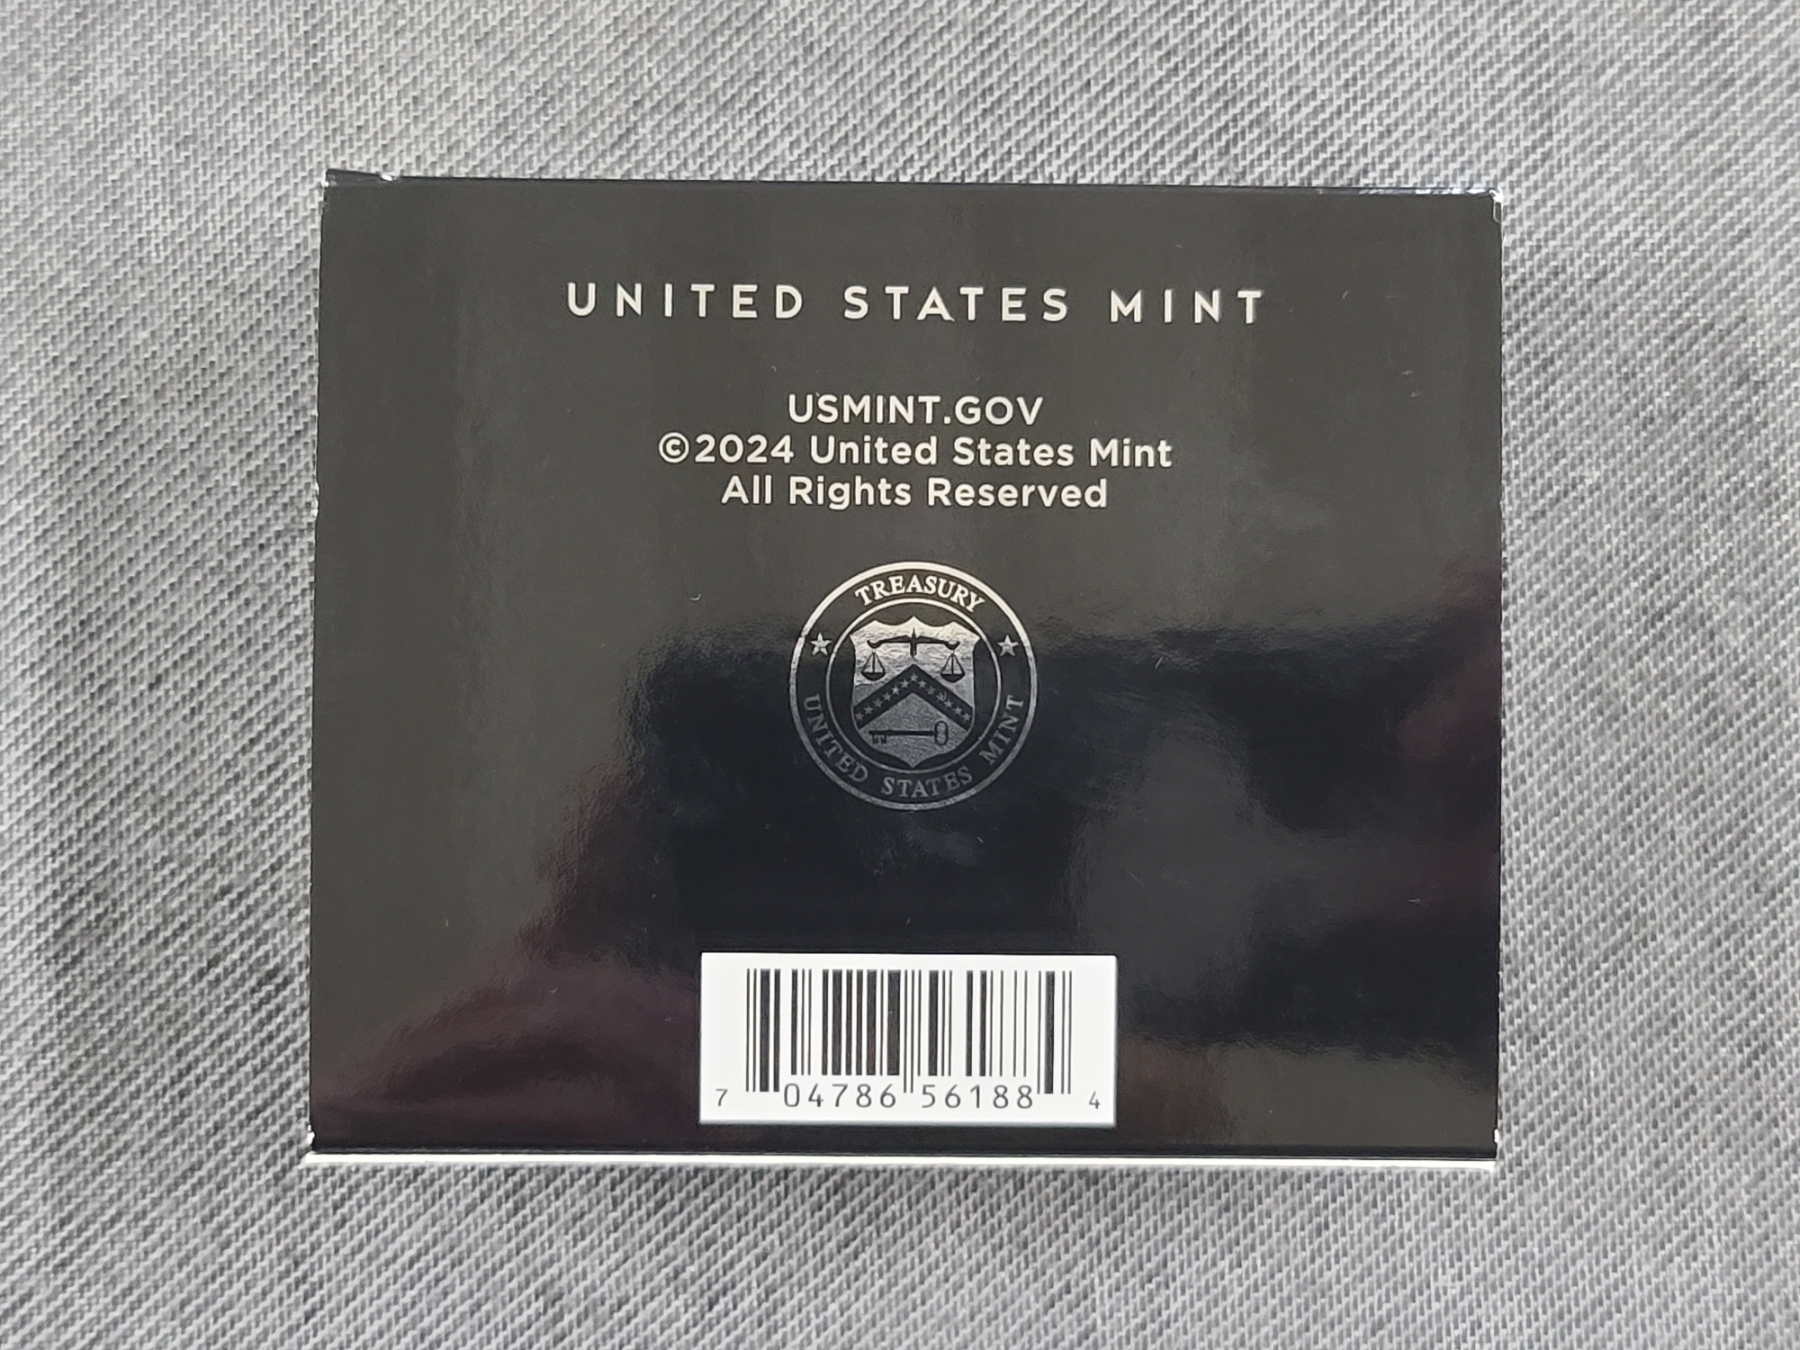 UNITED STATES MINT
USMINT.GOV
©2024 United States Mint
All Rights Reserved
TREASURY
UNITED STATES MINT
7 04786 56188 4